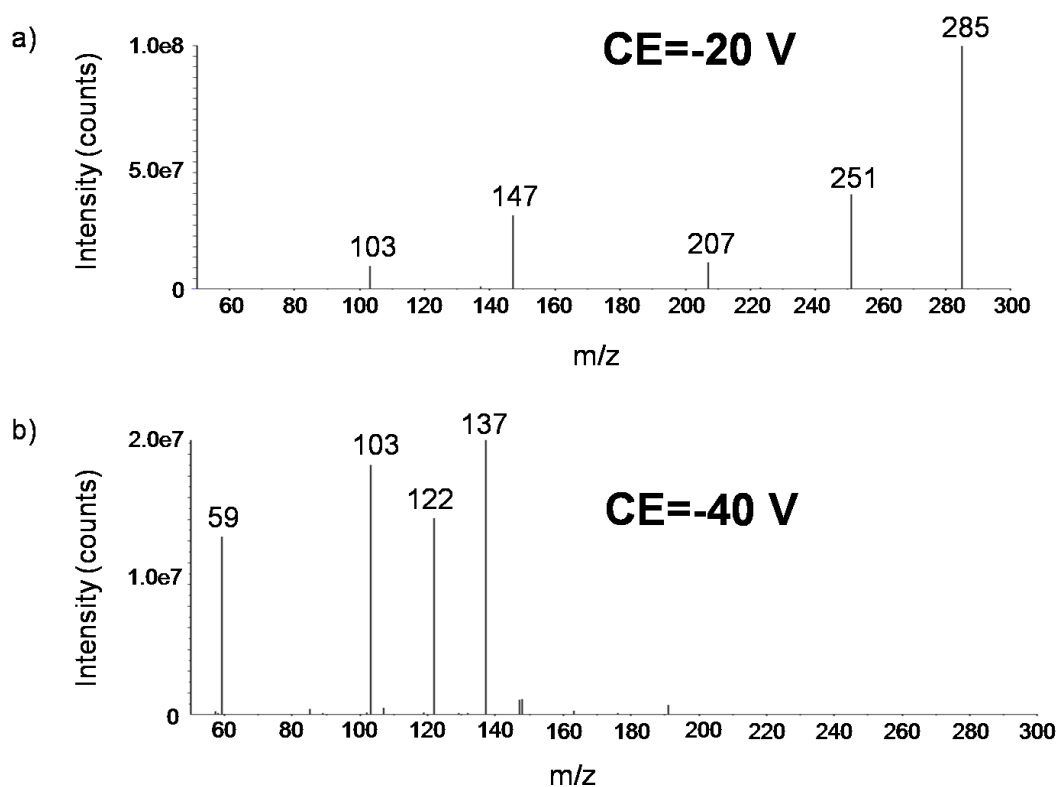 a)
CE=-20 V
Intensity (counts)
1.0e8
5.0e7
0
103
147
207
251
285
60 80 100 120 140 160 180 200 220 240 260 280 300
m/z
b)
CE=-40 V
Intensity (counts)
2.0e7
1.0e7
0
59
103
122
137
60 80 100 120 140 160 180 200 220 240 260 280 300
m/z